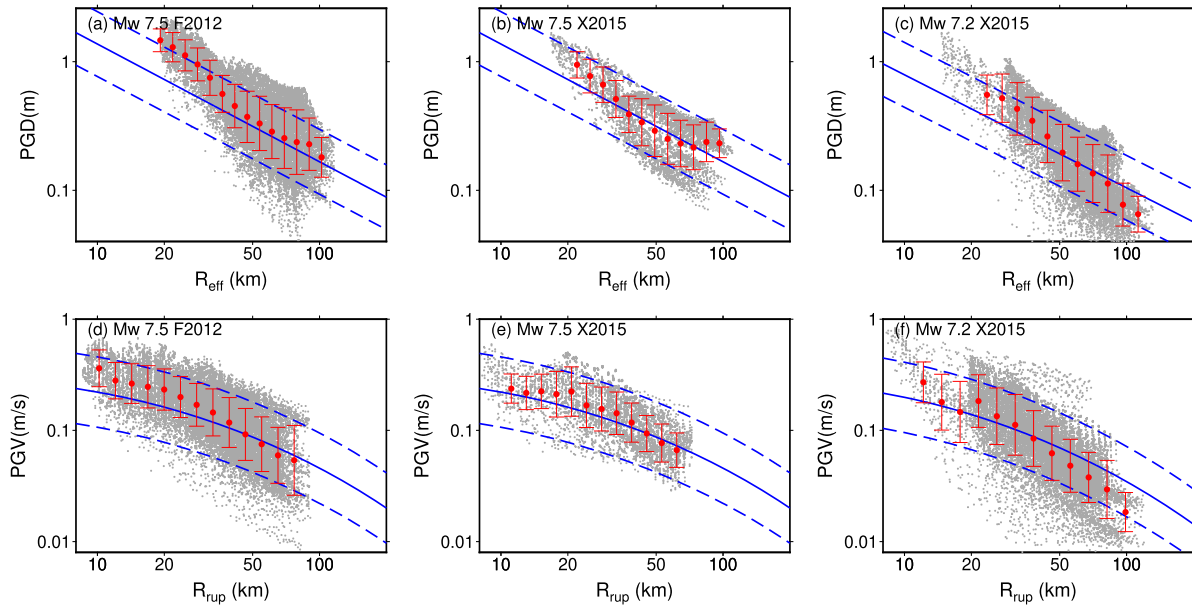 (a) Mw 7.5 F2012
(b) Mw 7.5 X2015
(c) Mw 7.2 X2015
PGD(m)
1
0.1
10
20
50
100
R_eff (km)
PGD(m)
1
0.1
10
20
50
100
R_eff (km)
PGD(m)
1
0.1
10
20
50
100
R_eff (km)
(d) Mw 7.5 F2012
(e) Mw 7.5 X2015
(f) Mw 7.2 X2015
PGV(m/s)
1
0.1
0.01
10
20
50
100
R_rup (km)
PGV(m/s)
1
0.1
0.01
10
20
50
100
R_rup (km)
PGV(m/s)
1
0.1
0.01
10
20
50
100
R_rup (km)